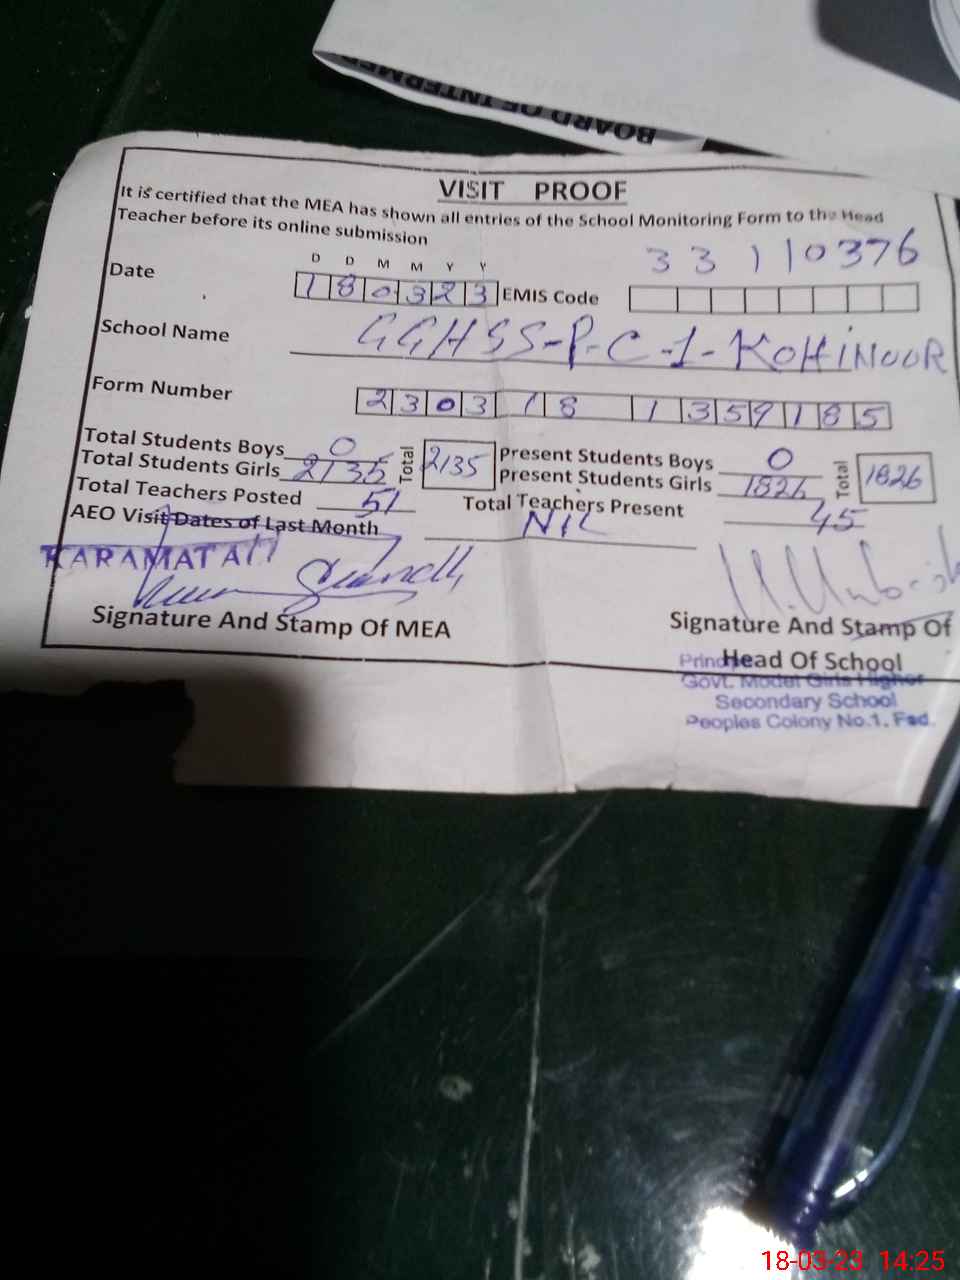 BOARD OF INTERMED
VISIT PROOF
It is certified that the MEA has shown all entries of the School Monitoring Form to the Head
Teacher before its online submission
D D M M Y Y
33110376
Date 180323 EMIS Code
School Name GGHSS-P-C-1-KOHINOOR
Form Number 2303 18 1359185
Total Students Boys 0 Total 2135 Present Students Boys 0 Total 1826
Total Students Girls 2135 Present Students Girls 1826
Total Teachers Posted 51 Total Teachers Present 45
AEO Visit Dates of Last Month NIL
KARAMAT ALI
Signature And Stamp Of MEA
Signature And Stamp Of
Head Of School
Principal
Govt. Model Girls Higher
Secondary School
Peoples Colony No.1. Fsd.
18-03-23 14:25